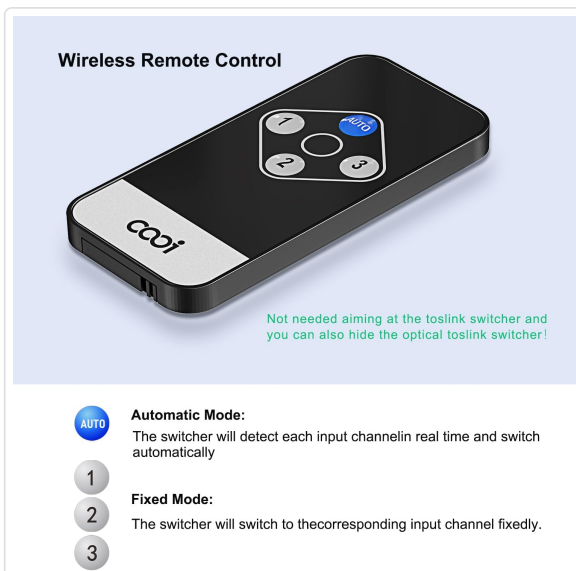 Wireless Remote Control
1
AUTO
2
3
cooi
Not needed aiming at the toslink switcher and
you can also hide the optical toslink switcher!
AUTO
Automatic Mode:
The switcher will detect each input channelin real time and switch
automatically
1
2
3
Fixed Mode:
The switcher will switch to thecorresponding input channel fixedly.